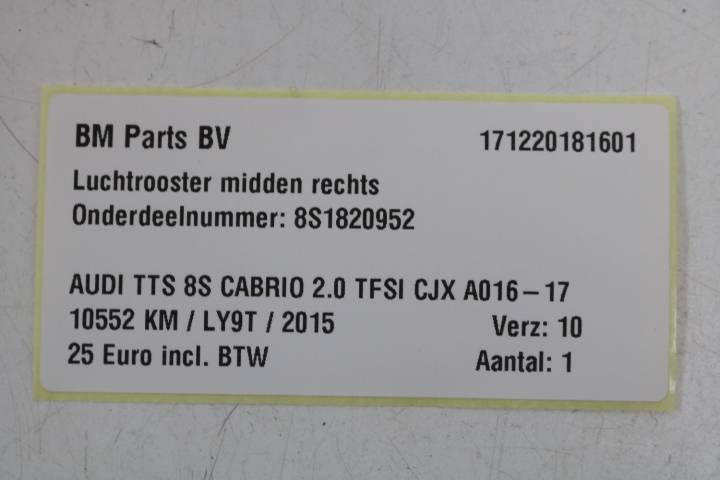 BM Parts BV 171220181601
Luchtrooster midden rechts
Onderdeelnummer: 8S1820952
AUDI TTS 8S CABRIO 2.0 TFSI CJX A016-17
10552 KM / LY9T / 2015 Verz: 10
25 Euro incl. BTW Aantal: 1